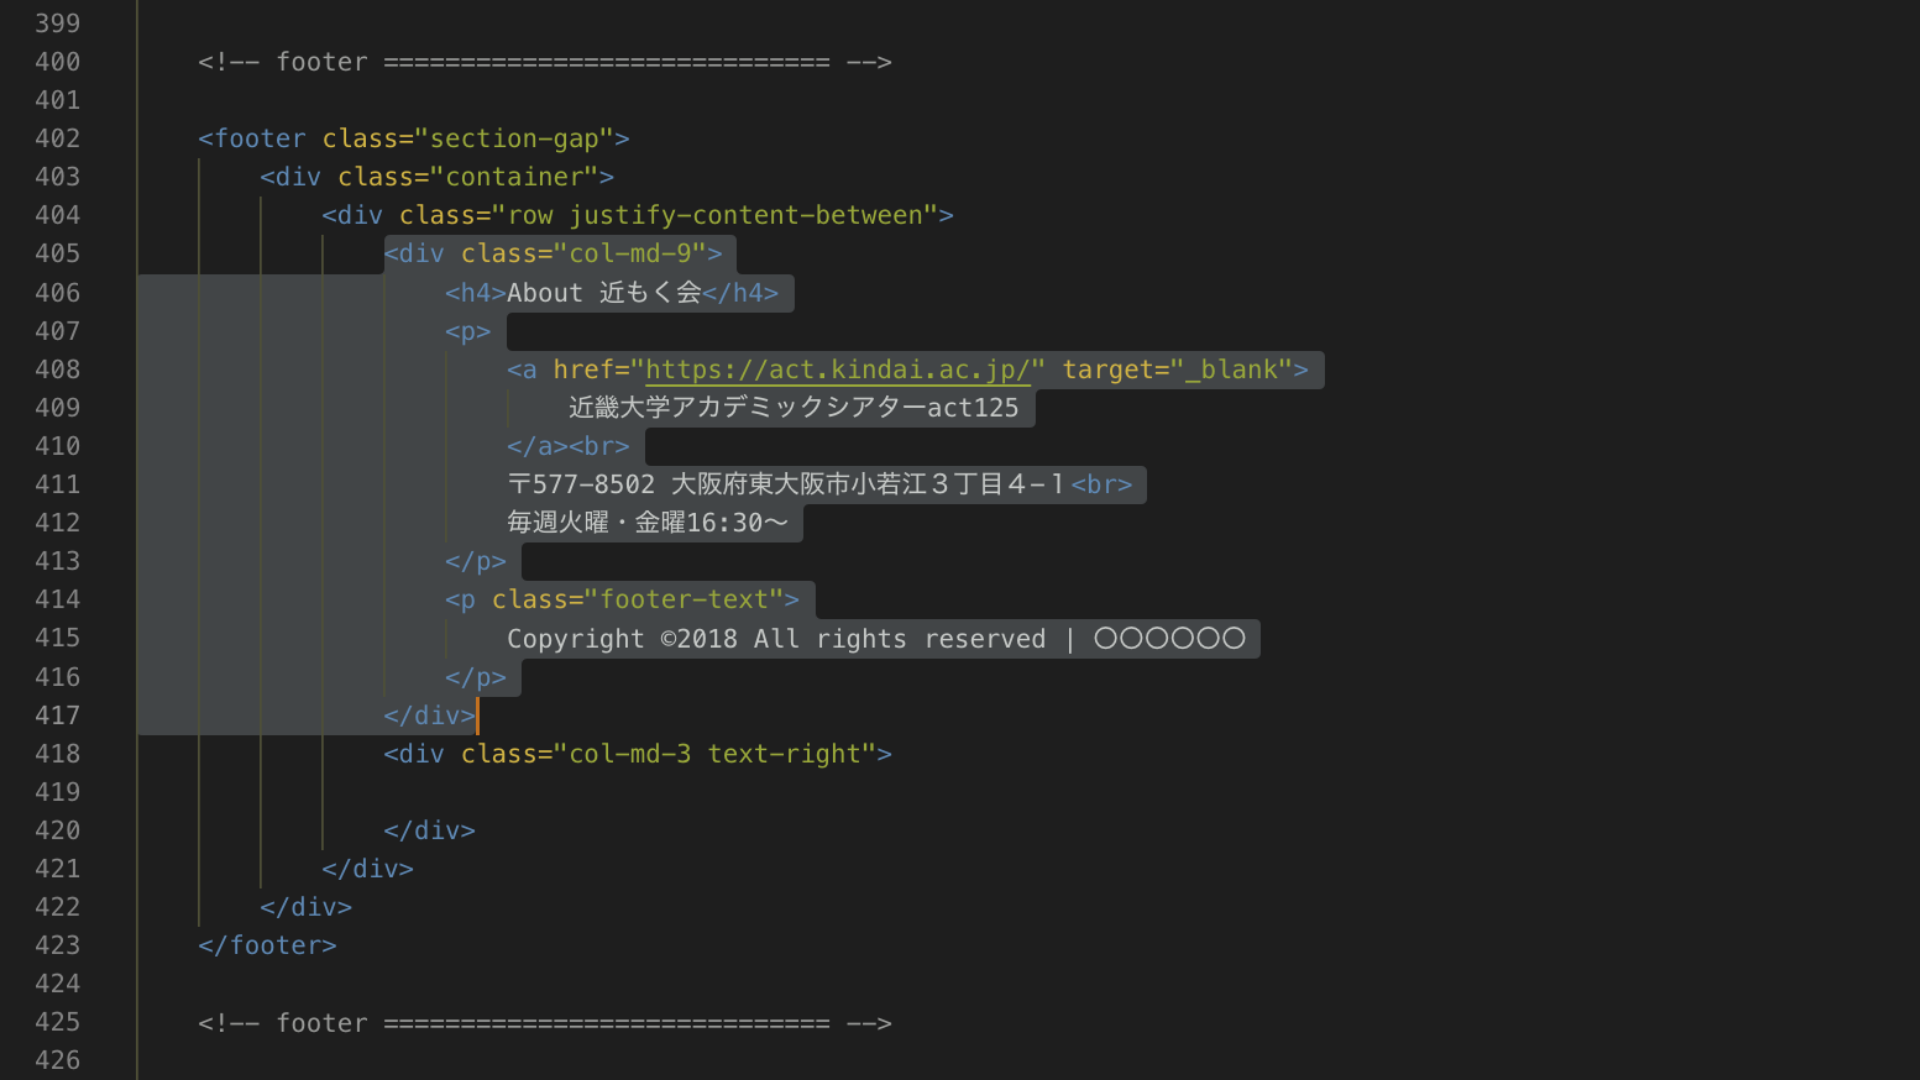 399
400 <!-- footer ============================= -->
401
402 <footer class="section-gap">
403 <div class="container">
404 <div class="row justify-content-between">
405 <div class="col-md-9">
406 <h4>About 近もく会</h4>
407 <p>
408 <a href="https://act.kindai.ac.jp/" target="_blank">
409 近畿大学アカデミックシアターact125
410 </a><br>
411 〒577-8502 大阪府東大阪市小若江３丁目４−１<br>
412 毎週火曜・金曜16:30〜
413 </p>
414 <p class="footer-text">
415 Copyright ©2018 All rights reserved | 〇〇〇〇〇〇
416 </p>
417 </div>
418 <div class="col-md-3 text-right">
419
420 </div>
421 </div>
422 </div>
423 </footer>
424
425 <!-- footer ============================= -->
426